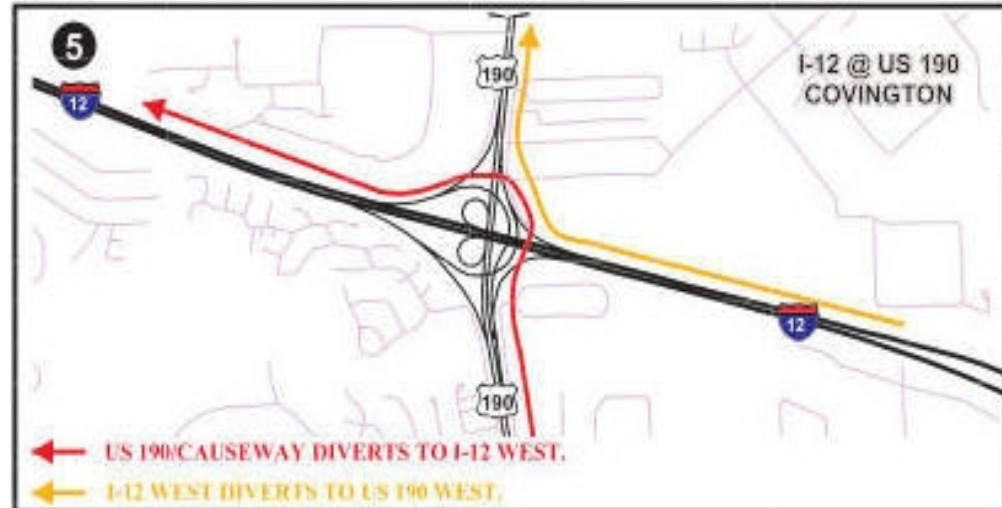 5
190
I-12 @ US 190
COVINGTON
12
12
190
US 190/CAUSEWAY DIVERTS TO I-12 WEST.
I-12 WEST DIVERTS TO US 190 WEST.